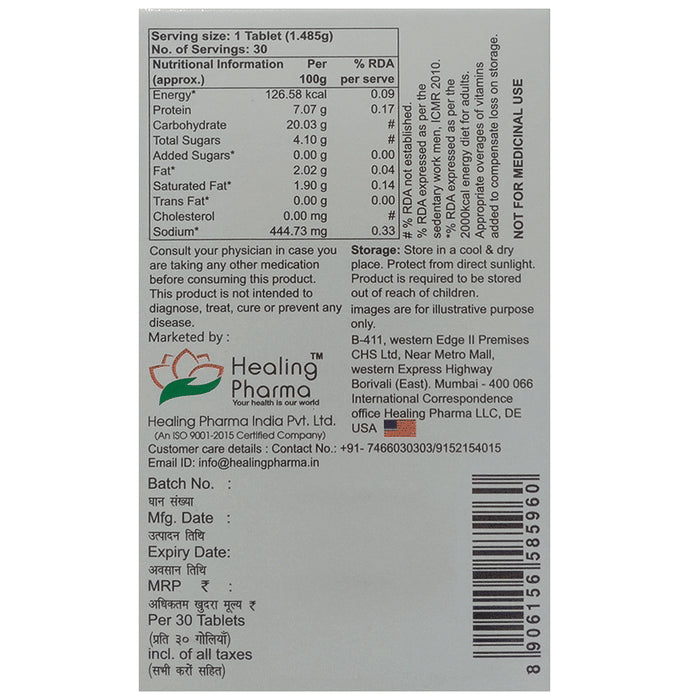 Serving size: 1 Tablet (1.485g)
No. of Servings: 30
Nutritional Information (approx.) Per 100g % RDA per serve
Energy* 126.58 kcal 0.09
Protein 7.07 g 0.17
Carbohydrate 20.03 g #
Total Sugars 4.10 g #
Added Sugars* 0.00 g 0.00
Fat* 2.02 g 0.04
Saturated Fat* 1.90 g 0.14
Trans Fat* 0.00 g 0.00
Cholesterol 0.00 mg #
Sodium* 444.73 mg 0.33
# % RDA not established.
% RDA expressed as per the
sedentary work men, ICMR 2010.
*% RDA expressed as per the
2000kcal energy diet for adults.
Appropriate overages of vitamins
added to compensate loss on storage.
NOT FOR MEDICINAL USE
Consult your physician in case you
are taking any other medication
before consuming this product.
This product is not intended to
diagnose, treat, cure or prevent any
disease.
Marketed by :
Healing Pharma TM
Your health is our world
Healing Pharma India Pvt. Ltd.
(An ISO 9001-2015 Certified Company)
Storage: Store in a cool & dry
place. Protect from direct sunlight.
Product is required to be stored
out of reach of children.
images are for illustrative purpose
only.
B-411, western Edge II Premises
CHS Ltd, Near Metro Mall,
western Express Highway
Borivali (East). Mumbai - 400 066
International Correspondence
office Healing Pharma LLC, DE
USA
Customer care details : Contact No.: +91- 7466030303/9152154015
Email ID: info@healingpharma.in
Batch No. :
घान संख्या
Mfg. Date :
उत्पादन तिथि
Expiry Date:
अवसान तिथि
MRP ₹ :
अधिकतम खुदरा मूल्य ₹
Per 30 Tablets
(प्रति ३० गोलियाँ)
incl. of all taxes
(सभी करों सहित)
8 906156 585960